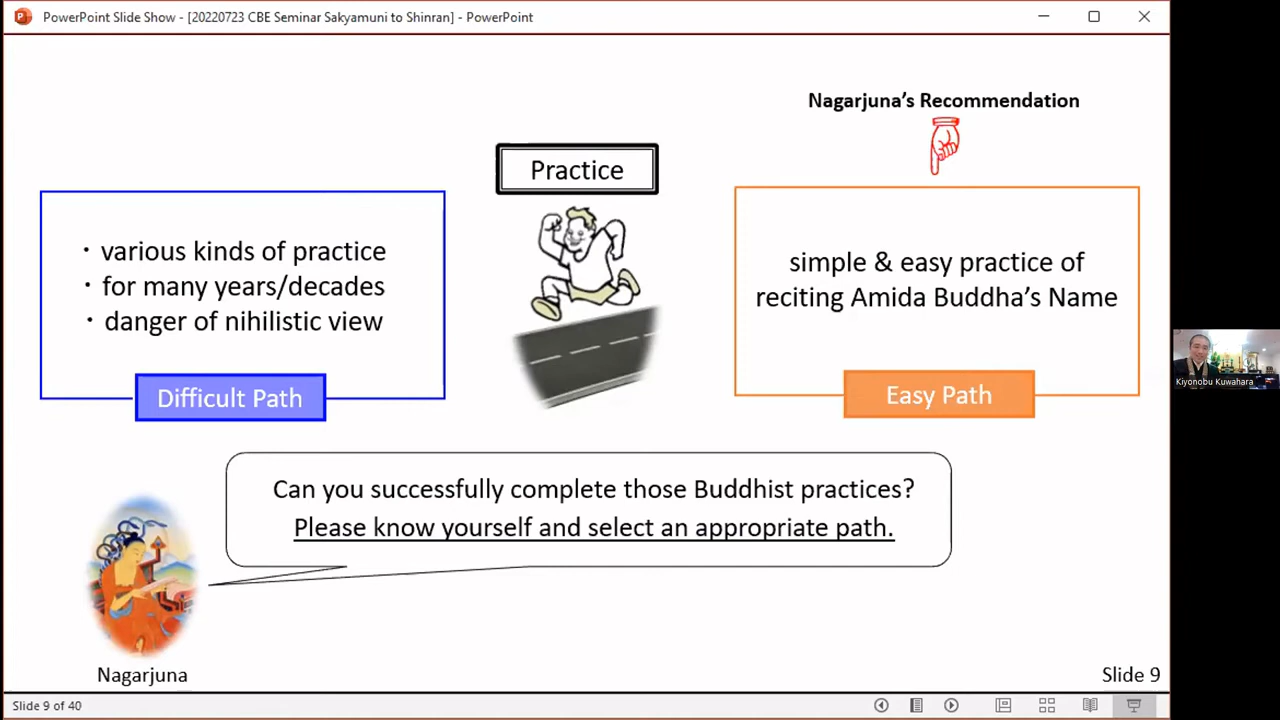 PowerPoint Slide Show - [20220723 CBE Seminar Sakyamuni to Shinran] - PowerPoint
Nagarjuna's Recommendation
Practice
・various kinds of practice
・for many years/decades
・danger of nihilistic view
Difficult Path
simple & easy practice of
reciting Amida Buddha's Name
Easy Path
Can you successfully complete those Buddhist practices?
Please know yourself and select an appropriate path.
Nagarjuna
Slide 9
Slide 9 of 40
Kiyonobu Kuwahara